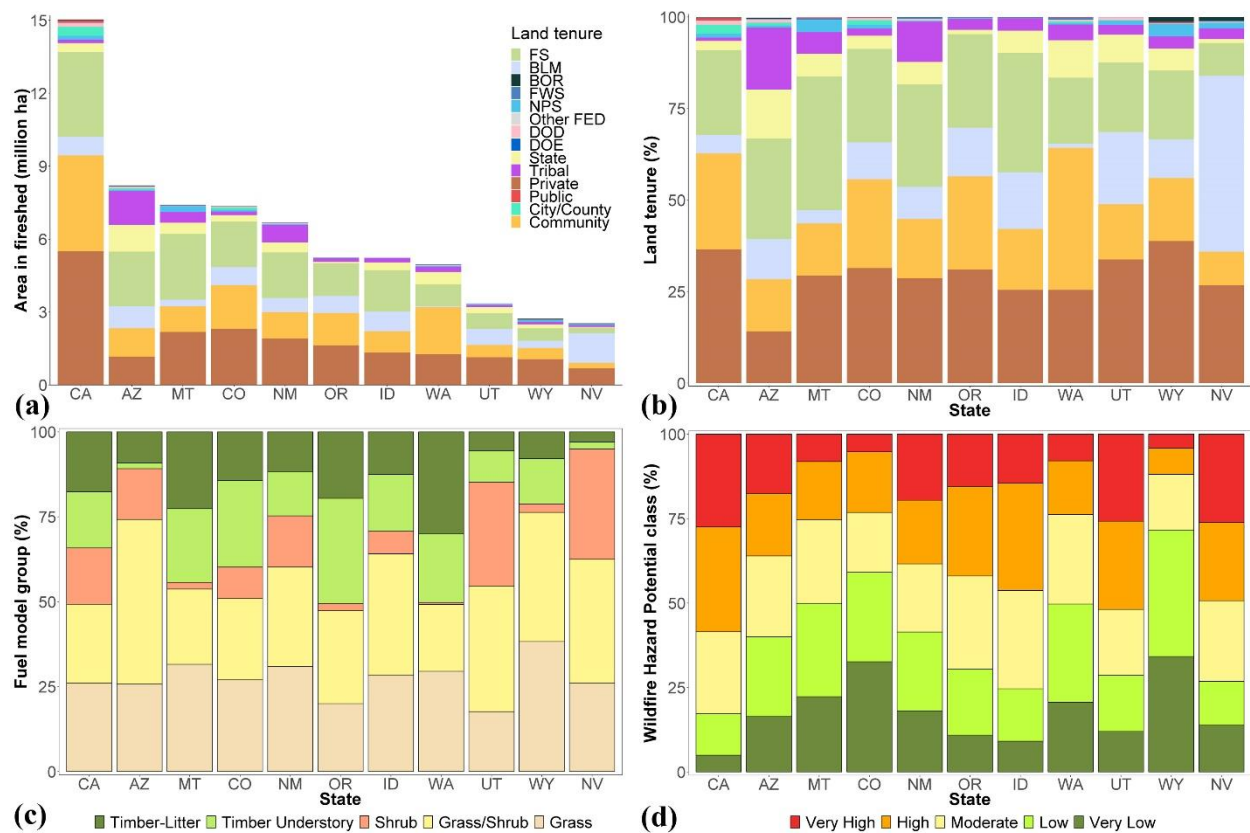 15
12
9
6
3
0
Area in fireshed (million ha)
Land tenure
FS
BLM
BOR
FWS
NPS
Other FED
DOD
DOE
State
Tribal
Private
Public
City/County
Community
CA AZ MT CO NM OR ID WA UT WY NV
(a)
100
75
50
25
0
Land tenure (%)
CA AZ MT CO NM OR ID WA UT WY NV
State
(b)
100
75
50
25
0
Fuel model group (%)
CA AZ MT CO NM OR ID WA UT WY NV
State
(c)
Timber-Litter Timber Understory Shrub Grass/Shrub Grass
100
75
50
25
0
Wildfire Hazard Potential class (%)
CA AZ MT CO NM OR ID WA UT WY NV
State
(d)
Very High High Moderate Low Very Low